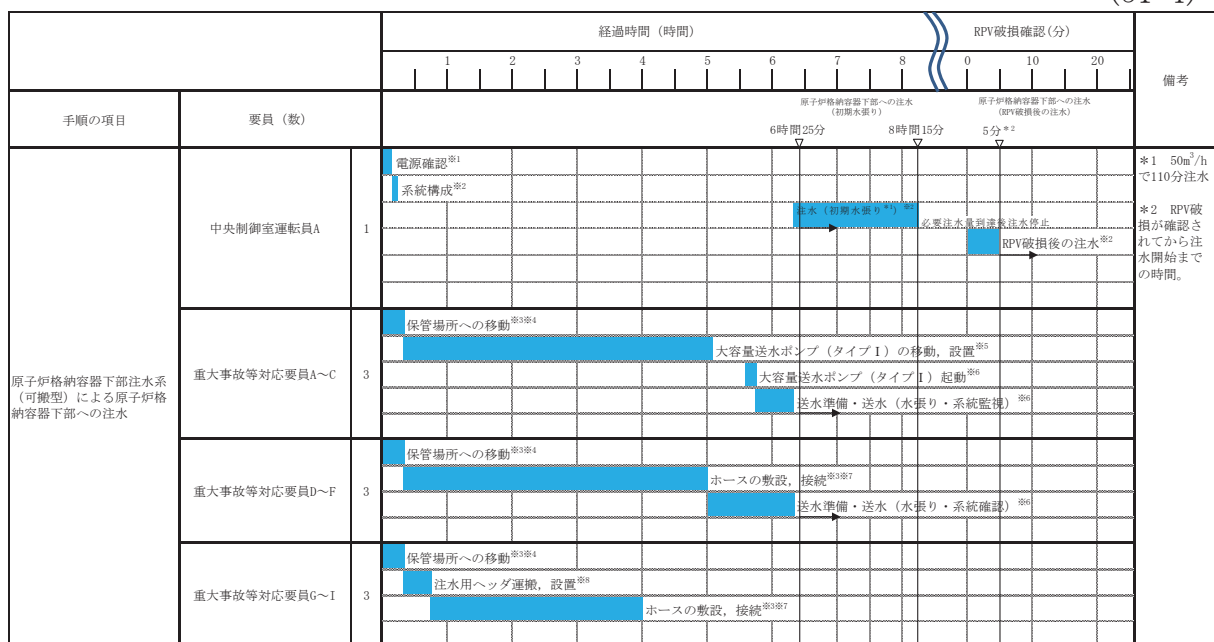 経過時間（時間）
RPV破損確認(分)
備考
1 2 3 4 5 6 7 8 0 10 20
手順の項目
要員（数）
原子炉格納容器下部への注水
（初期水張り）
原子炉格納容器下部への注水
（RPV破損後の注水）
6時間25分
8時間15分
5分＊2
原子炉格納容器下部注水系
（可搬型）による原子炉格
納容器下部への注水
中央制御室運転員A
1
電源確認※1
系統構成※2
注水（初期水張り＊1）※2
必要注水量到達後注水停止
RPV破損後の注水※2
＊1 50m3/h
で110分注水
＊2 RPV破
損が確認さ
れてから注
水開始まで
の時間。
重大事故等対応要員A～C
3
保管場所への移動※3※4
大容量送水ポンプ（タイプⅠ）の移動，設置※5
大容量送水ポンプ（タイプⅠ）起動※6
送水準備・送水（水張り・系統監視）※6
重大事故等対応要員D～F
3
保管場所への移動※3※4
ホースの敷設，接続※3※7
送水準備・送水（水張り・系統確認）※6
重大事故等対応要員G～I
3
保管場所への移動※3※4
注水用ヘッダ運搬，設置※8
ホースの敷設，接続※3※7